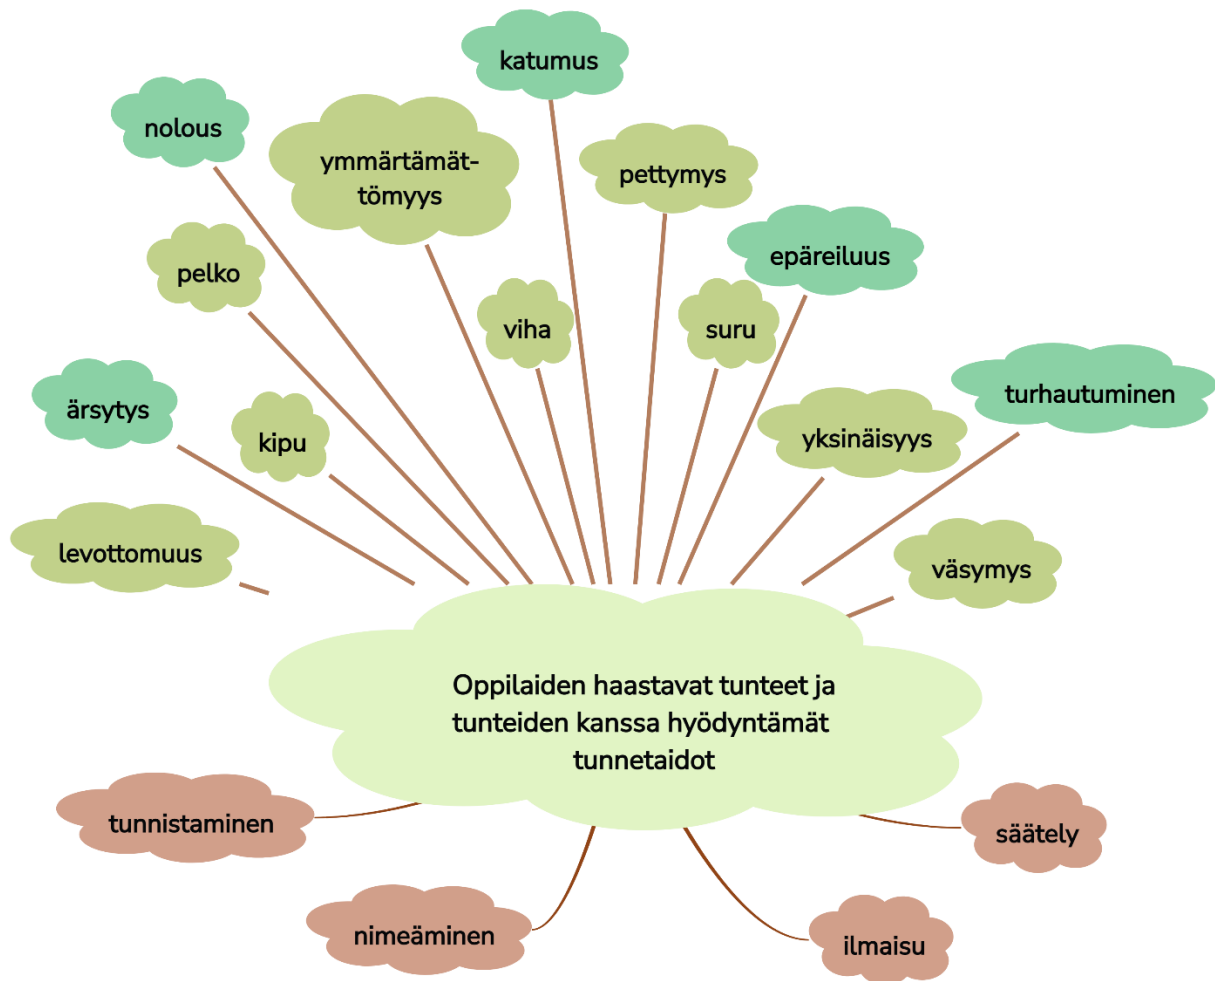 katumus
nolous
ymmärtämät-
tömyys
pettymys
epäreiluus
pelko
viha
suru
ärsytys
kipu
yksinäisyys
turhautuminen
levottomuus
väsymys
Oppilaiden haastavat tunteet ja
tunteiden kanssa hyödyntämät
tunnetaidot
tunnistaminen
säätely
nimeäminen
ilmaisu